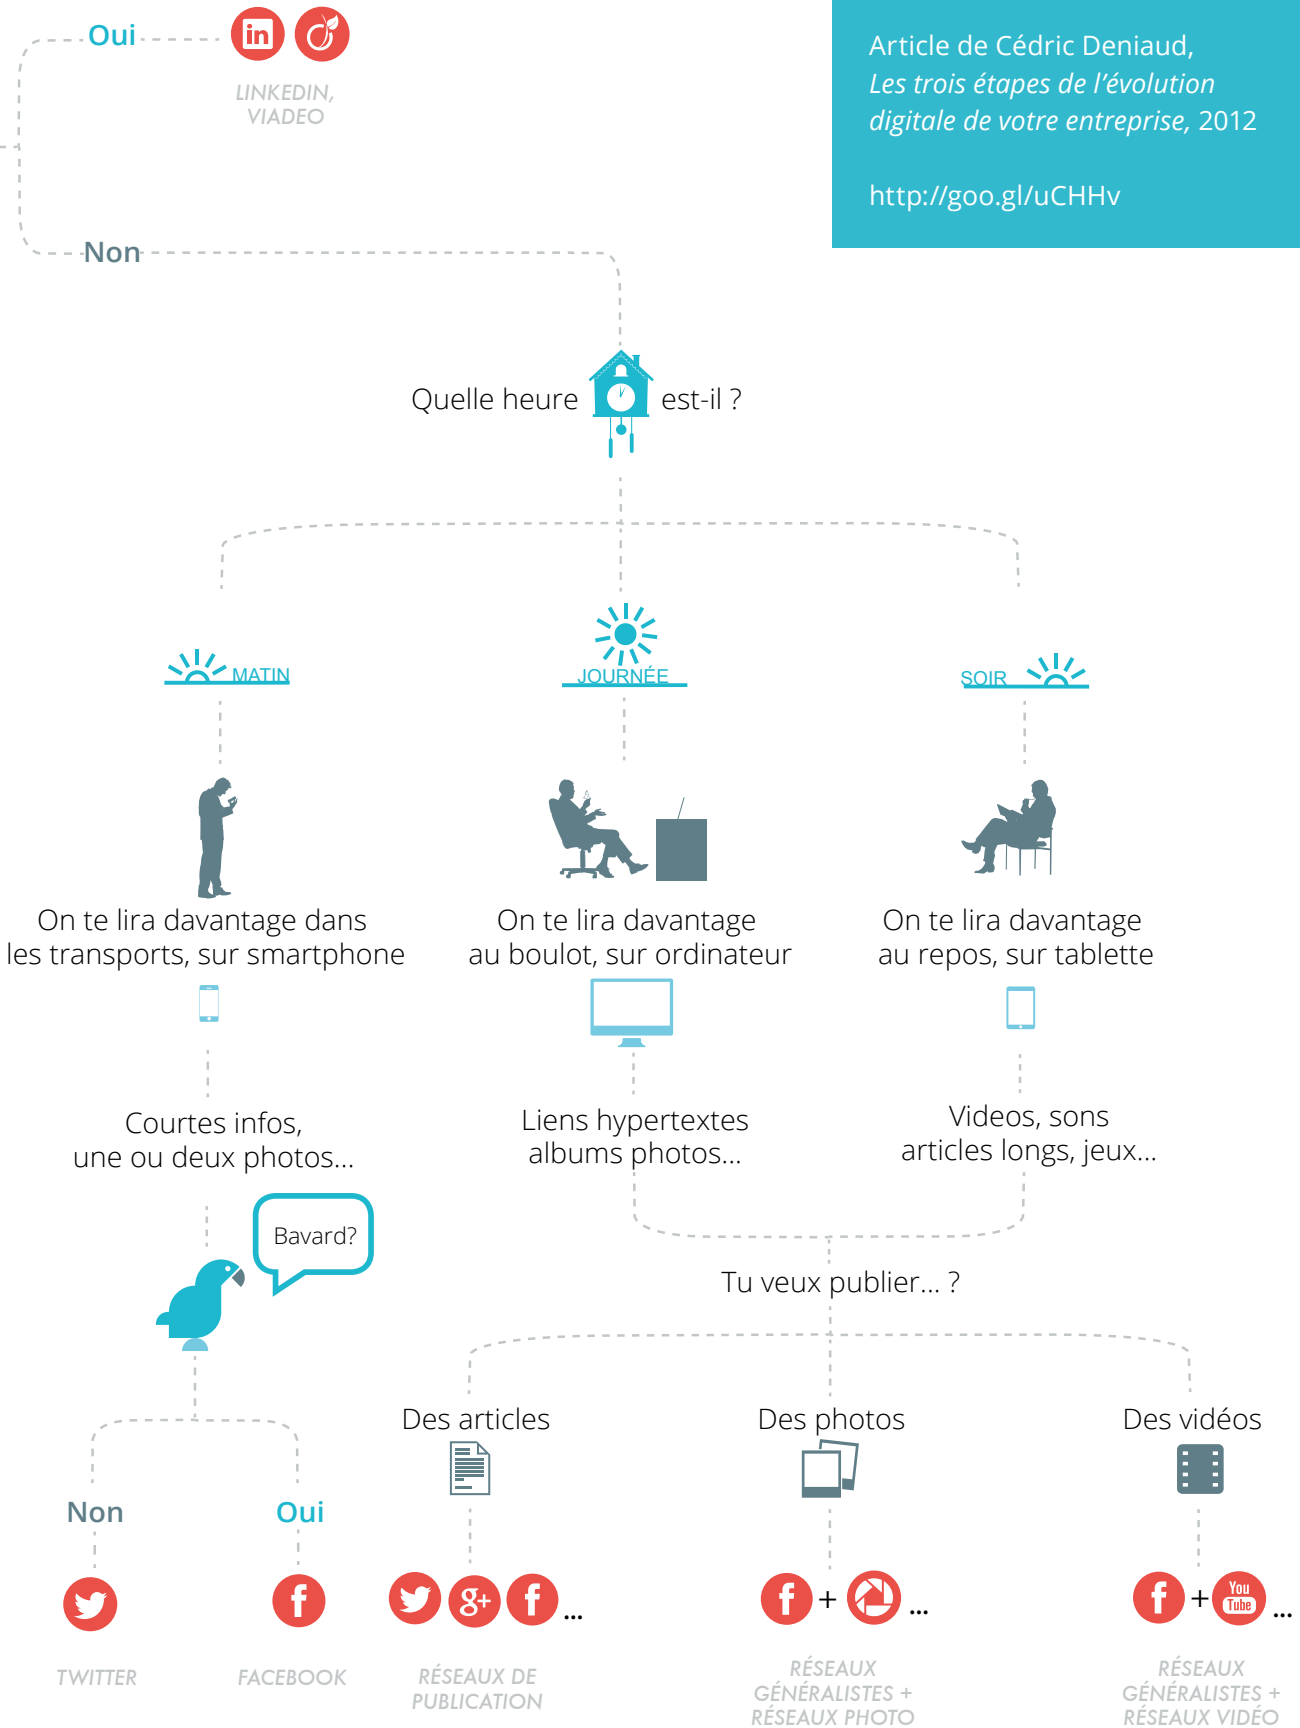 Oui
in
LINKEDIN,
VIADEO
Article de Cédric Deniaud,
Les trois étapes de l'évolution
digitale de votre entreprise, 2012
http://goo.gl/uCHHv
Non
Quelle heure est-il ?
MATIN
JOURNÉE
SOIR
On te lira davantage dans
les transports, sur smartphone
On te lira davantage
au boulot, sur ordinateur
On te lira davantage
au repos, sur tablette
Courtes infos,
une ou deux photos...
Liens hypertextes
albums photos...
Videos, sons
articles longs, jeux...
Bavard?
Tu veux publier... ?
Des articles
Des photos
Des vidéos
Non
Oui
f
g+
f
...
f + ...
f + You Tube ...
TWITTER
FACEBOOK
RÉSEAUX DE
PUBLICATION
RÉSEAUX
GÉNÉRALISTES +
RÉSEAUX PHOTO
RÉSEAUX
GÉNÉRALISTES +
RÉSEAUX VIDÉO